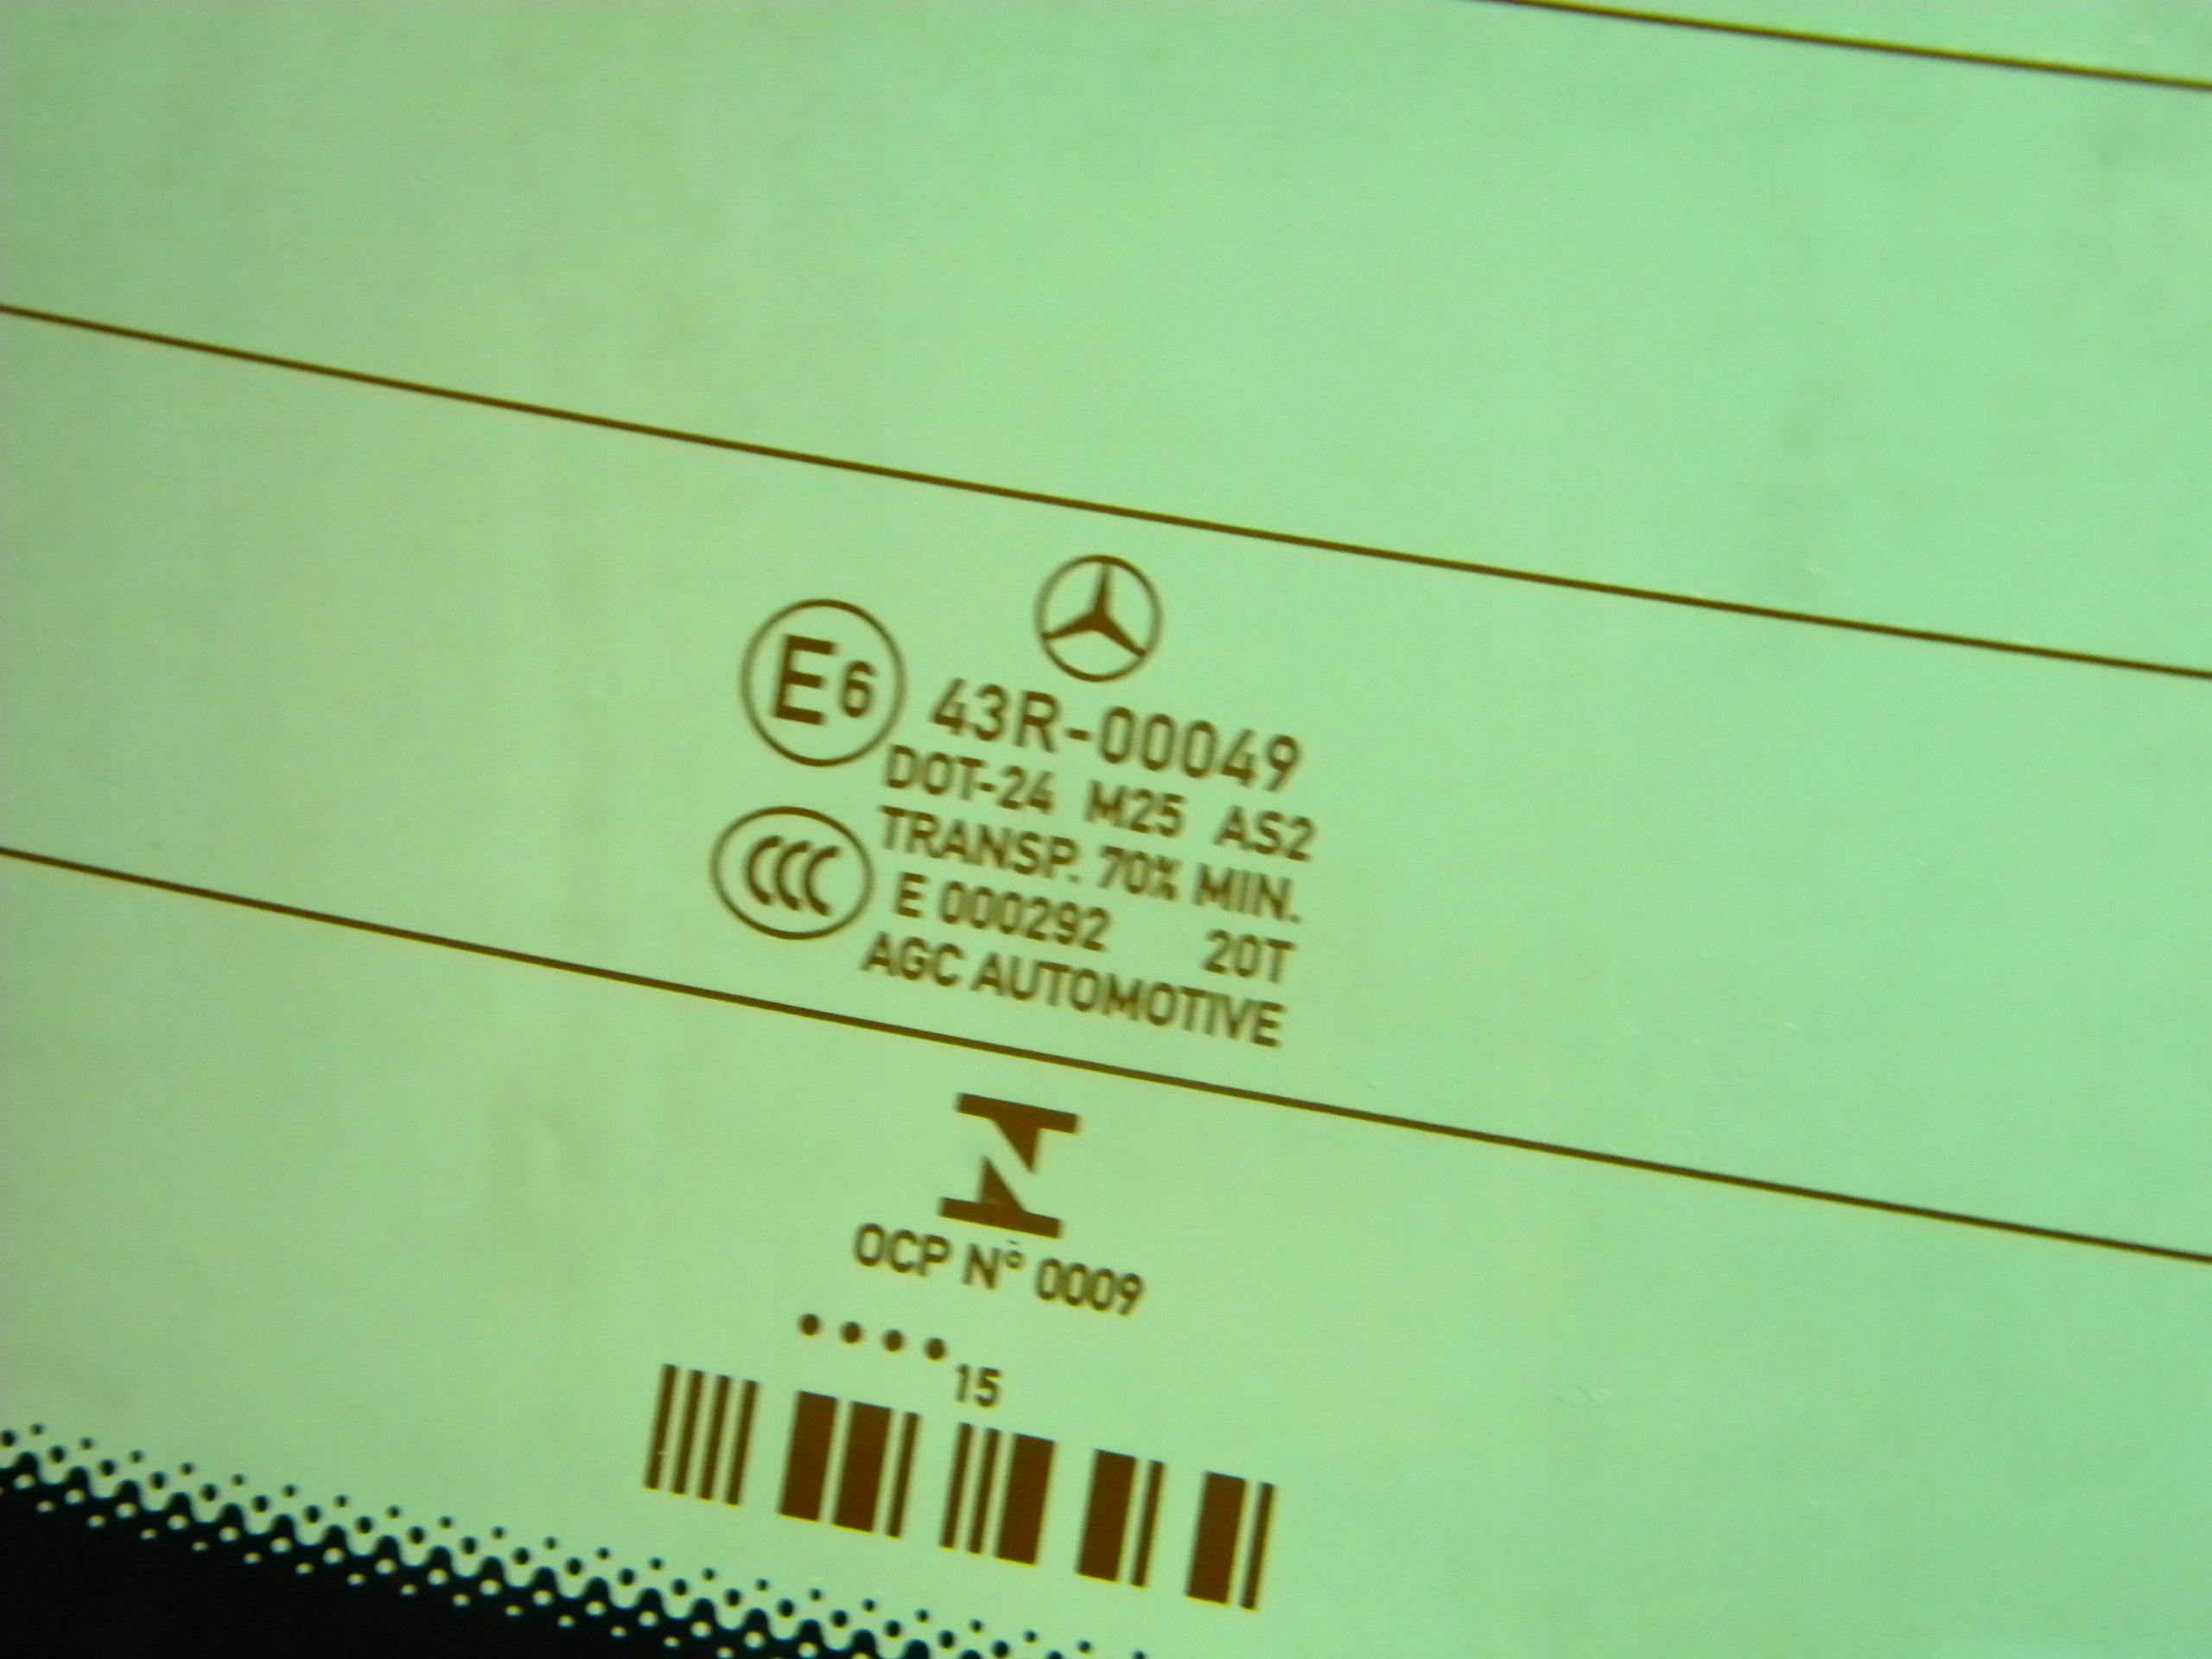 E6 43R-00049
DOT-24 M25 AS2
TRANSP. 70% MIN.
CCC E 000292 20T
AGC AUTOMOTIVE
OCP N° 0009
....15